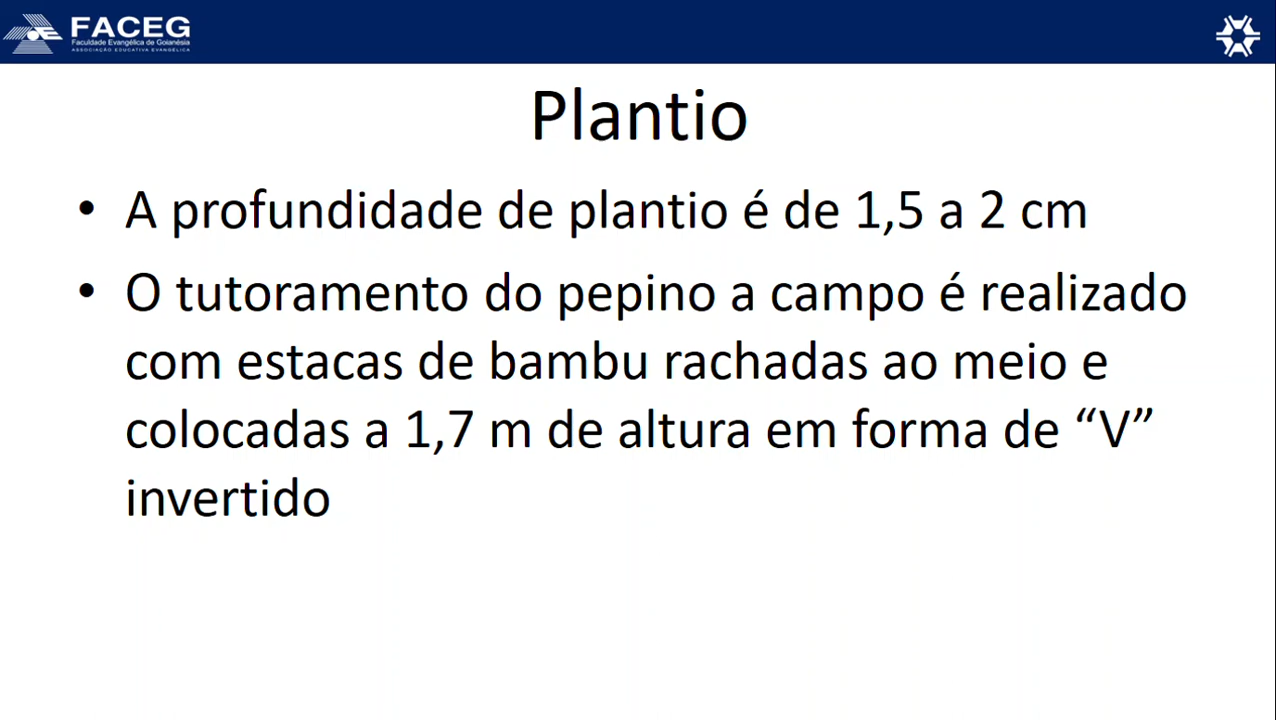 FACEG
Faculdade Evangélica de Goianésia
ASSOCIAÇÃO EDUCATIVA EVANGÉLICA
Plantio
• A profundidade de plantio é de 1,5 a 2 cm
• O tutoramento do pepino a campo é realizado
com estacas de bambu rachadas ao meio e
colocadas a 1,7 m de altura em forma de “V”
invertido